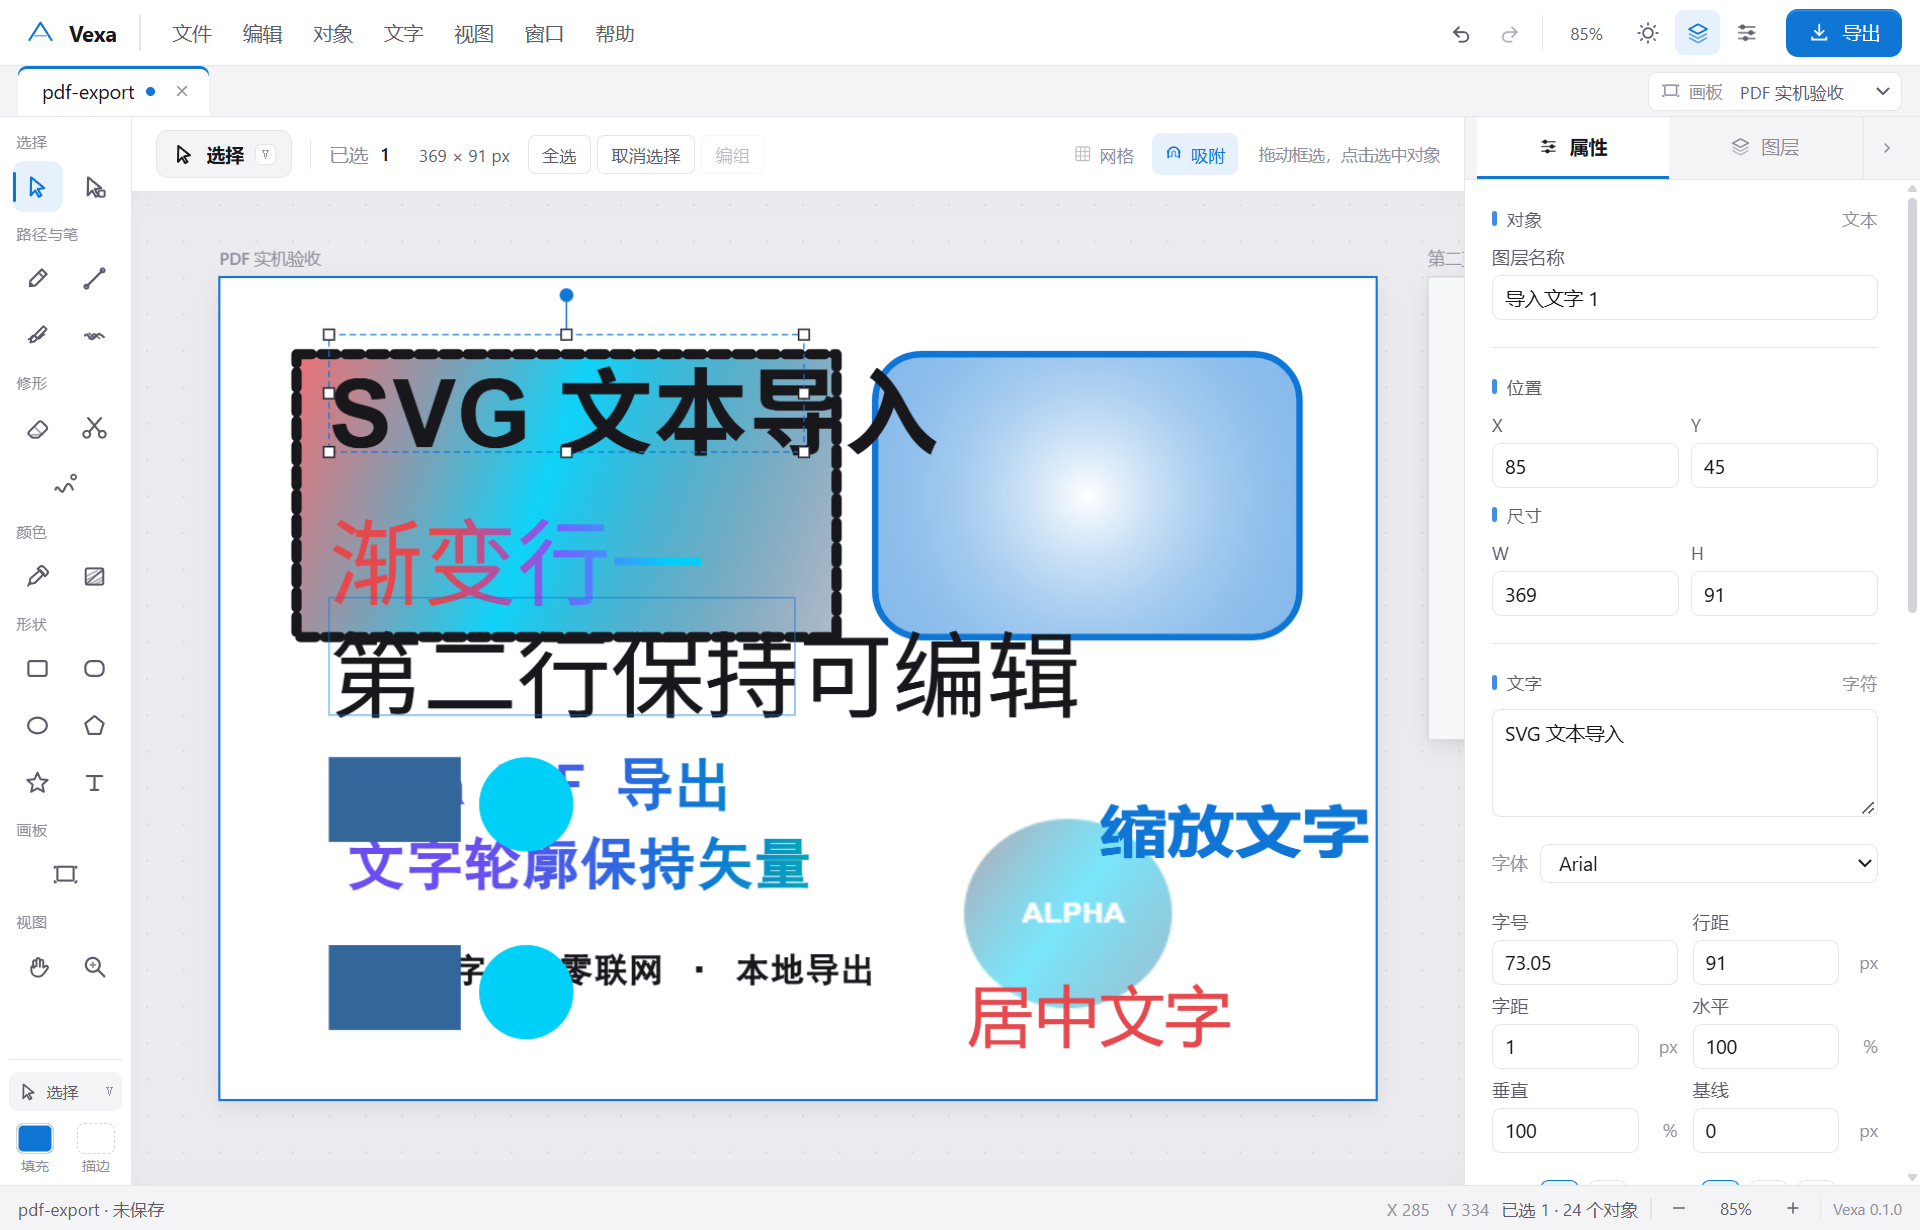 Vexa
文件 编辑 对象 文字 视图 窗口 帮助
85%
导出
pdf-export
画板 PDF 实机验收
选择
选择 V
已选 1
369 × 91 px
全选
取消选择
编组
网格
吸附
拖动框选，点击选中对象
路径与笔
修形
颜色
形状
画板
视图
选择 V
填充 描边
PDF 实机验收
第二
SVG 文本导入
渐变行一
第二行保持可编辑
F 导出
文字轮廓保持矢量
缩放文字
ALPHA
字 零联网 · 本地导出
居中文字
属性
图层
对象 文本
图层名称
导入文字 1
位置
X Y
85 45
尺寸
W H
369 91
文字 字符
SVG 文本导入
字体 Arial
字号 行距
73.05 91 px
字距 水平
1 px 100 %
垂直 基线
100 % 0 px
pdf-export · 未保存
X 285 Y 334 已选 1 · 24 个对象
85%
Vexa 0.1.0